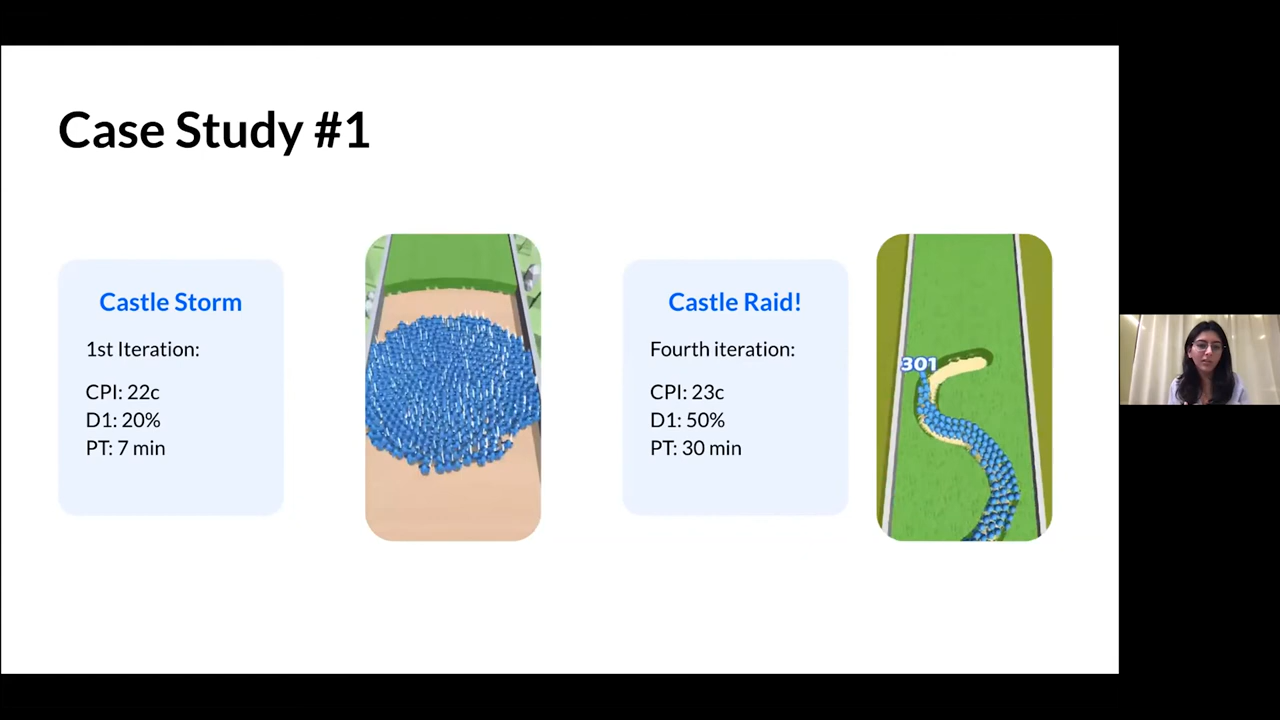 Case Study #1
Castle Storm
1st Iteration:
CPI: 22c
D1: 20%
PT: 7 min
Castle Raid!
Fourth iteration:
CPI: 23c
D1: 50%
PT: 30 min
301